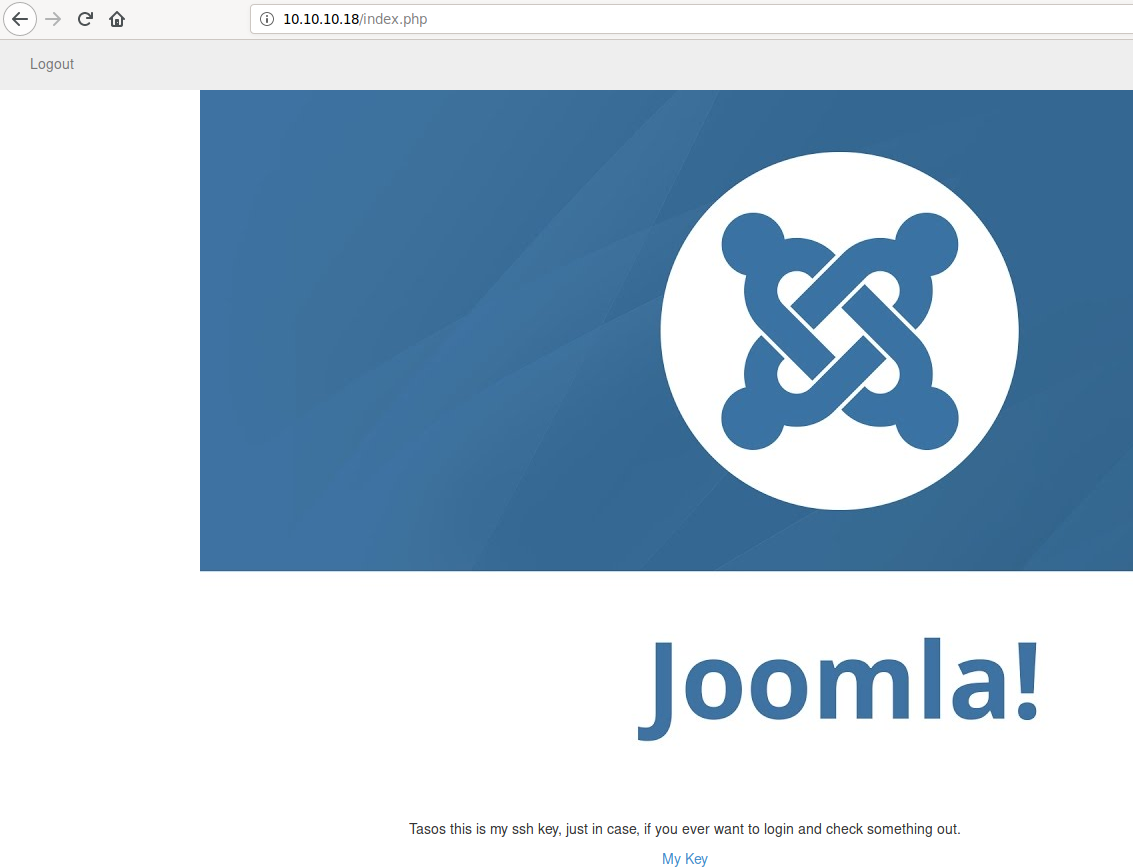 10.10.10.18/index.php
Logout
Joomla!
Tasos this is my ssh key, just in case, if you ever want to login and check something out.
My Key